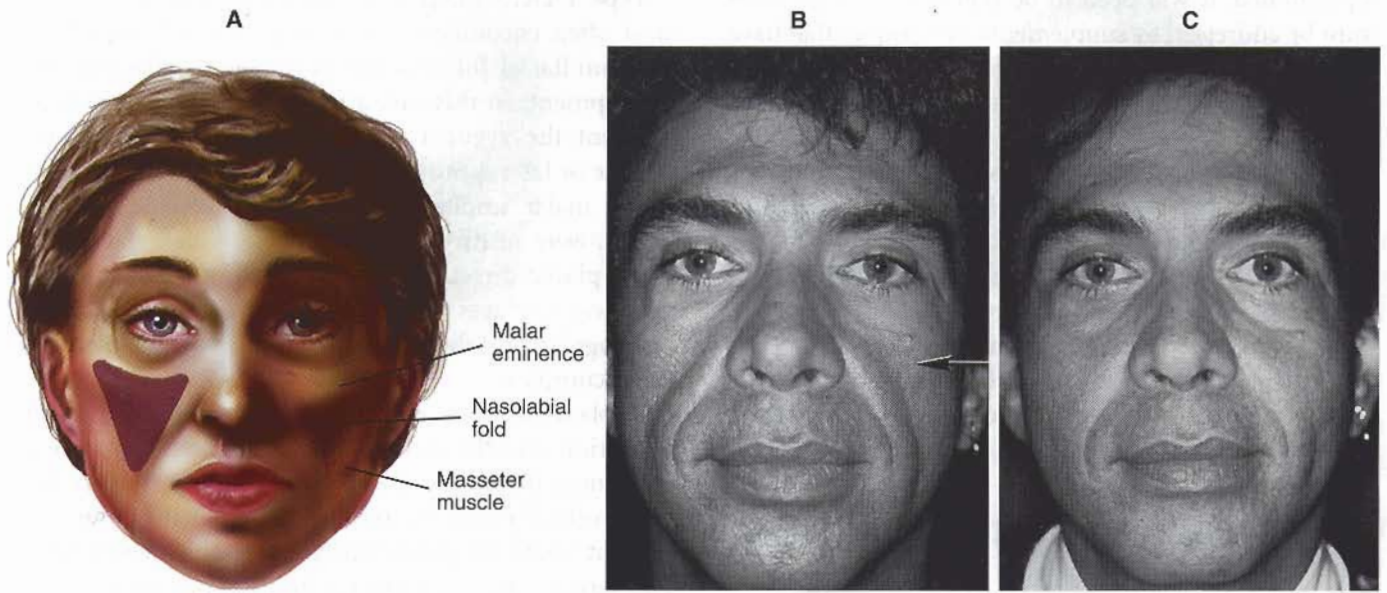 A
B
C
Malar
eminence
Nasolabial
fold
Masseter
muscle